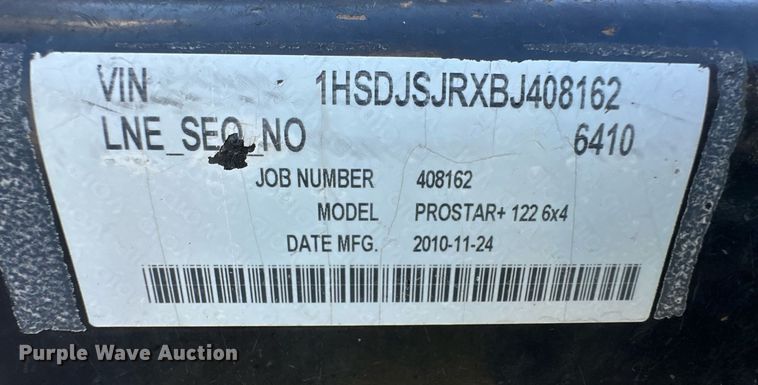 VIN 1HSDJSJRXBJ408162
LNE_SEQ_NO 6410
JOB NUMBER 408162
MODEL PROSTAR+ 122 6x4
DATE MFG. 2010-11-24
Purple Wave Auction